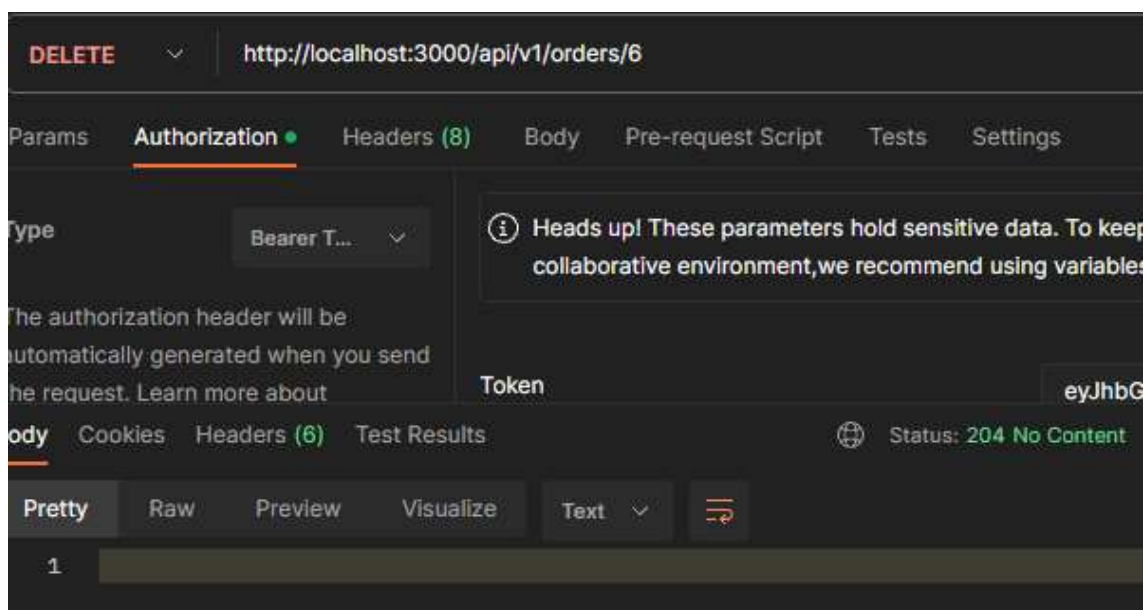 DELETE http://localhost:3000/api/v1/orders/6
Params Authorization Headers (8) Body Pre-request Script Tests Settings
Type Bearer T...
Heads up! These parameters hold sensitive data. To keep
collaborative environment,we recommend using variables
The authorization header will be
automatically generated when you send
the request. Learn more about
Token eyJhbG
ody Cookies Headers (6) Test Results Status: 204 No Content
Pretty Raw Preview Visualize Text
1